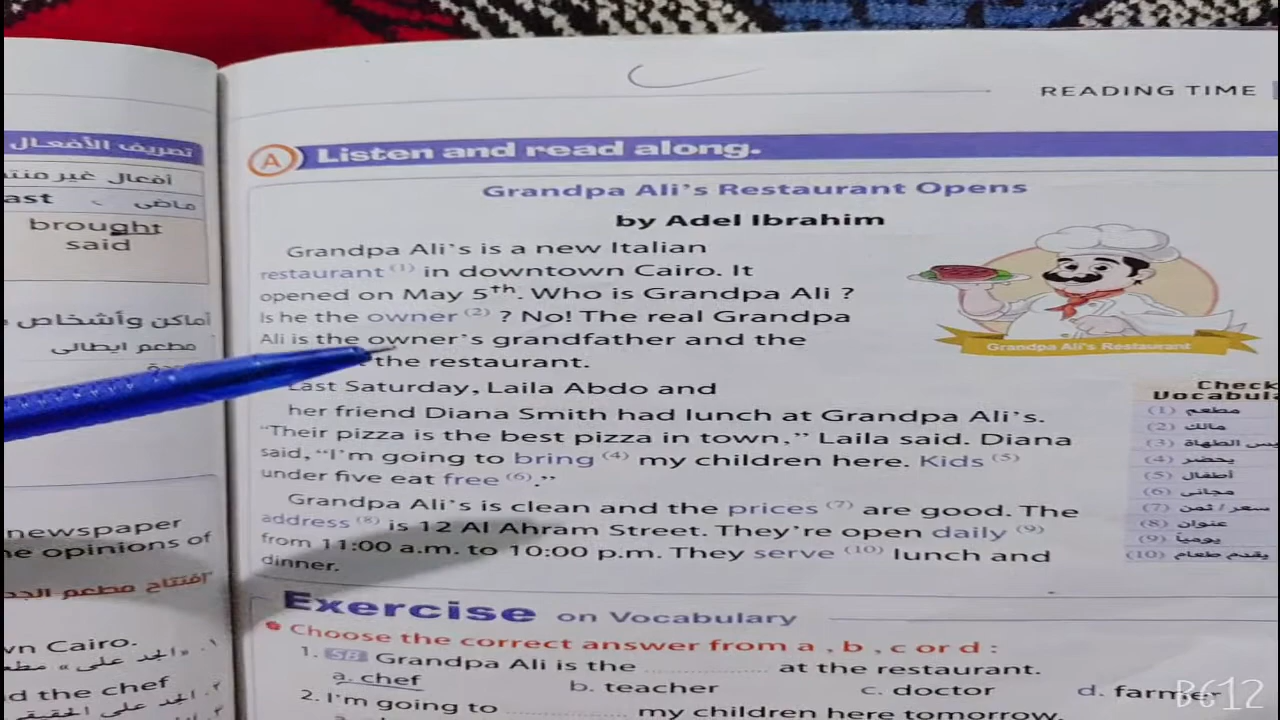 تصريف الأفعال
أفعال غير
ماضى
brought
said
أماكن وأشخاص
مطعم ايطالى
newspaper
opinions of
افتتاح مطعم
Cairo.
the chef
READING TIME
A Listen and read along.
Grandpa Ali's Restaurant Opens
by Adel Ibrahim
Grandpa Ali's is a new Italian
restaurant (1) in downtown Cairo. It
opened on May 5th. Who is Grandpa Ali ?
Is he the owner (2) ? No! The real Grandpa
Ali is the owner's grandfather and the
the restaurant.
Last Saturday, Laila Abdo and
her friend Diana Smith had lunch at Grandpa Ali's.
"Their pizza is the best pizza in town," Laila said. Diana
said, "I'm going to bring (4) my children here. Kids (5)
under five eat free (6)."
Grandpa Ali's is clean and the prices (7) are good. The
address (8) is 12 Al Ahram Street. They're open daily (9)
from 11:00 a.m. to 10:00 p.m. They serve (10) lunch and
dinner.
Grandpa Ali's Restaurant
Check
(1) مطعم
(2) مالك
(3) الطهاة
(4) يحضر
(5) أطفال
(6) مجانى
(7) سعر / ثمن
(8) عنوان
(9) يومياً
(10) يقدم طعام
Exercise on Vocabulary
Choose the correct answer from a , b , c or d :
1. SB Grandpa Ali is the ............ at the restaurant.
a. chef b. teacher c. doctor d. farmer
2. I'm going to ............ my children here tomorrow.
B612